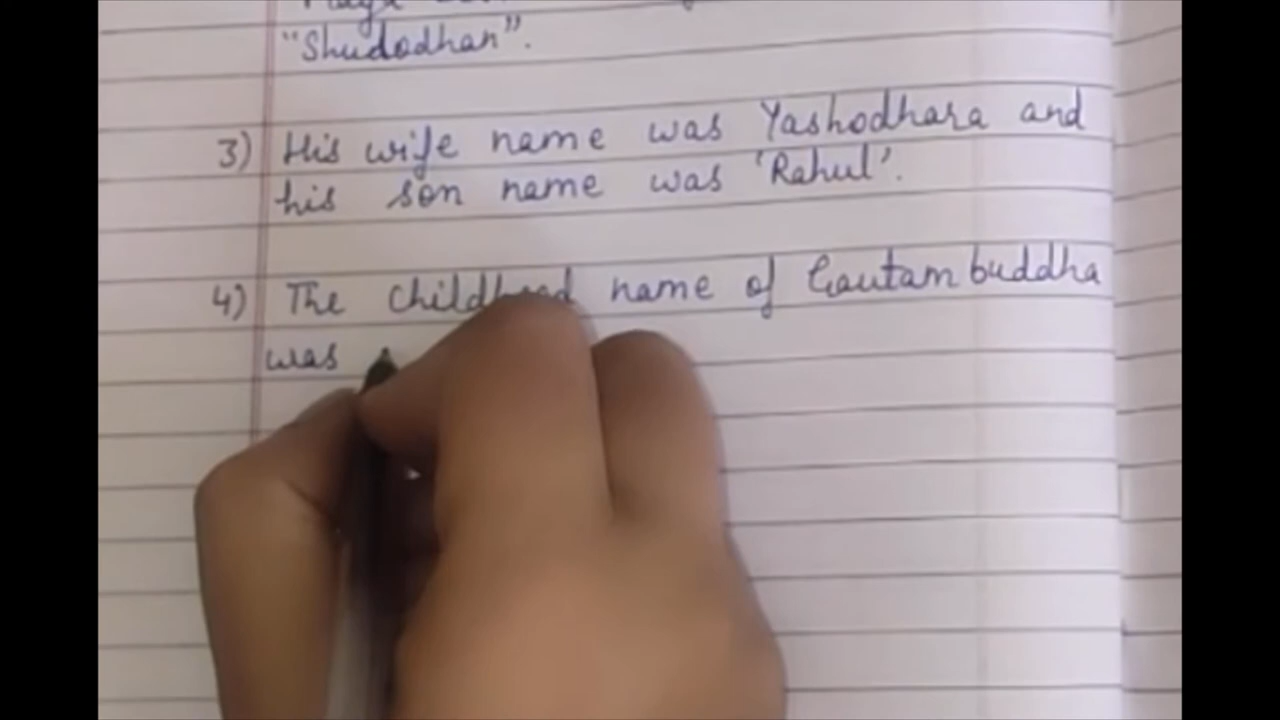 "Shudodhan".
3) His wife name was Yashodhara and
his son name was 'Rahul'.
4) The childhood name of Gautam buddha
was